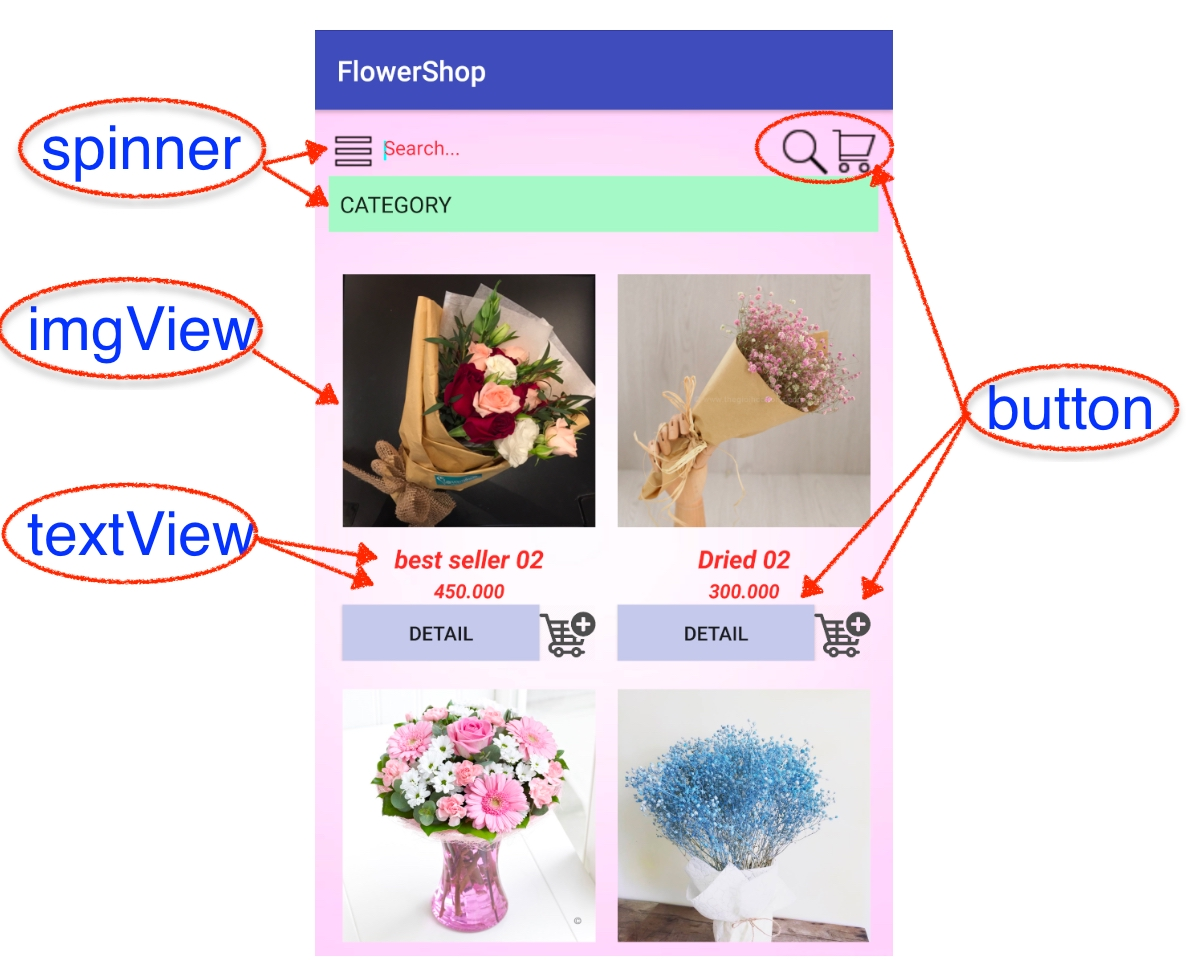 FlowerShop
spinner
Search...
CATEGORY
imgView
button
textView
best seller 02
Dried 02
450.000
300.000
DETAIL
DETAIL
©